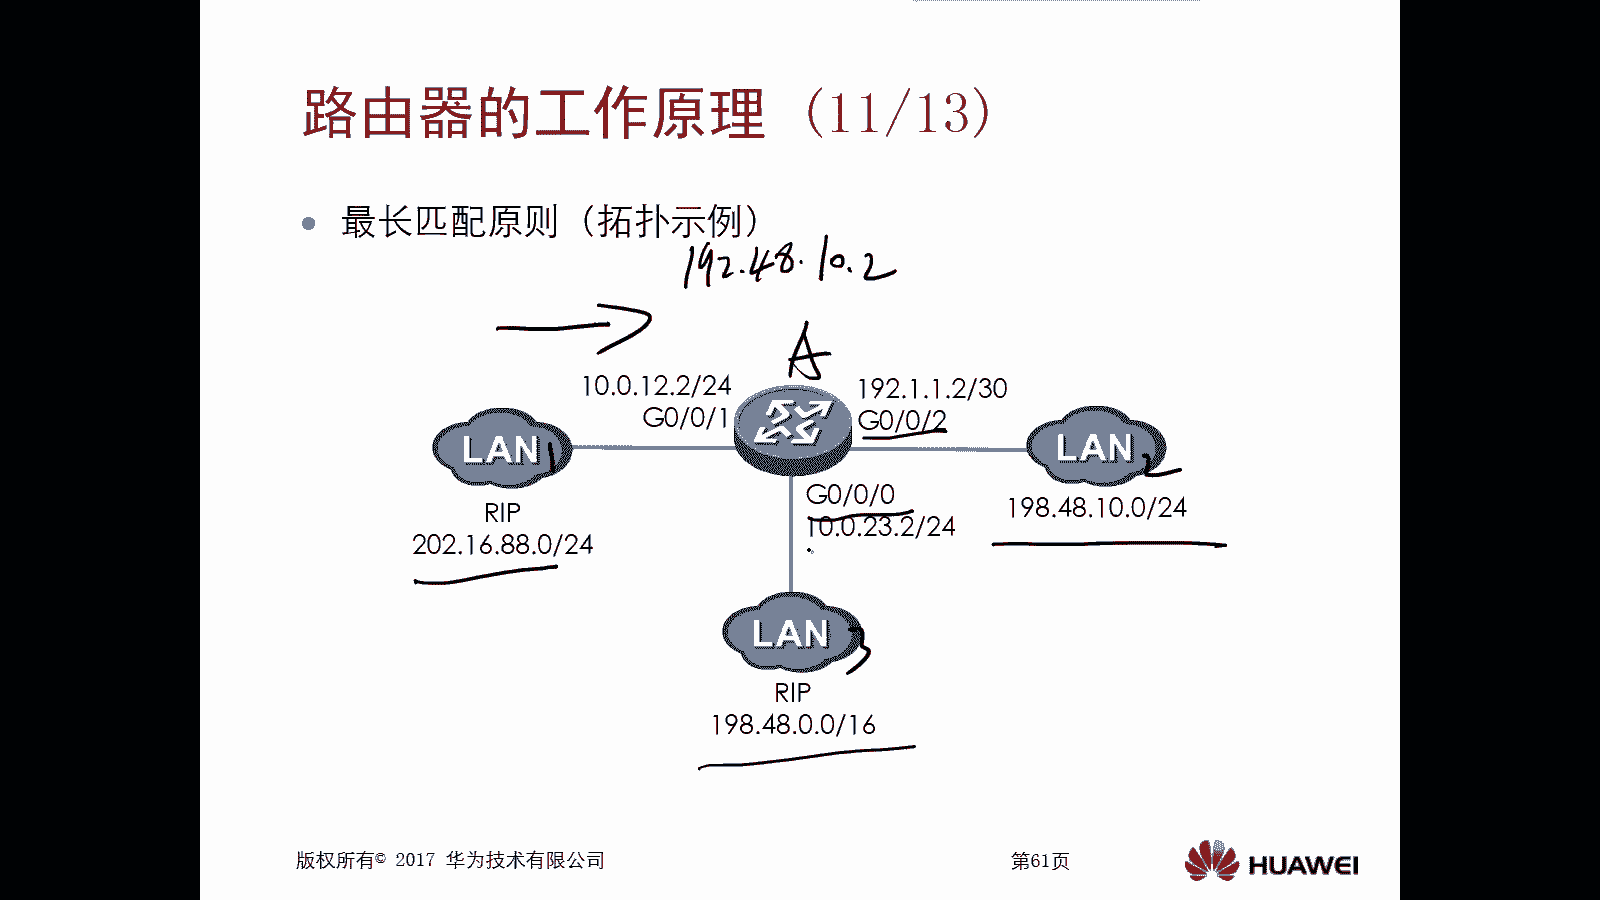 路由器的工作原理 (11/13)
最长匹配原则（拓扑示例）
192.48.10.2
A
10.0.12.2/24
G0/0/1
192.1.1.2/30
G0/0/2
LAN 1
LAN 2
RIP
202.16.88.0/24
G0/0/0
10.0.23.2/24
198.48.10.0/24
LAN 3
RIP
198.48.0.0/16
版权所有© 2017 华为技术有限公司
第61页
HUAWEI